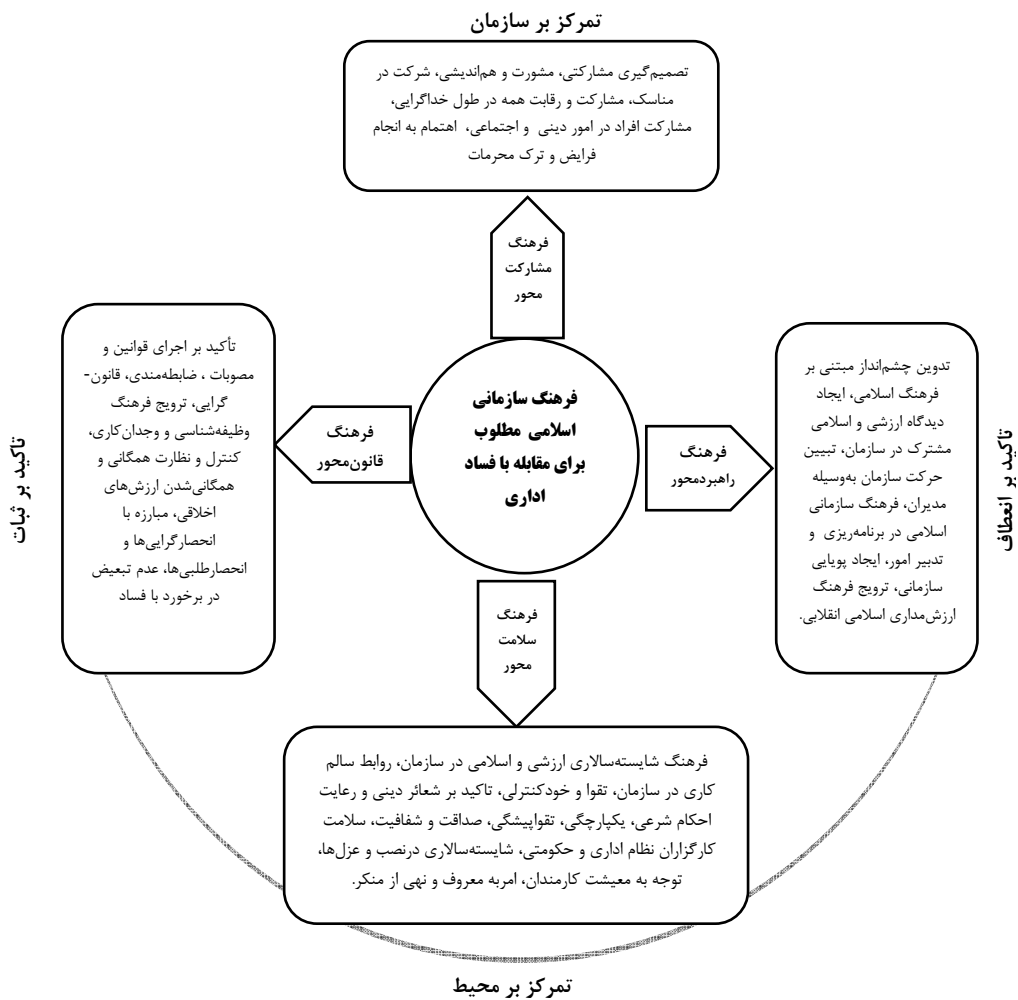 تمرکز بر سازمان
تصمیم‌گیری مشارکتی، مشورت و هم‌اندیشی، شرکت در
مناسک، مشارکت و رقابت همه در طول خداگرایی،
مشارکت افراد در امور دینی و اجتماعی، اهتمام به انجام
فرایض و ترک محرمات
فرهنگ
مشارکت
محور
تدوین چشم‌انداز مبتنی بر
فرهنگ اسلامی، ایجاد
دیدگاه ارزشی و اسلامی
مشترک در سازمان، تبیین
حرکت سازمان به‌وسیله
مدیران، فرهنگ سازمانی
اسلامی در برنامه‌ریزی و
تدبیر امور، ایجاد پویایی
سازمانی، ترویج فرهنگ
ارزش‌مداری اسلامی انقلابی.
تاکید بر انعطاف
فرهنگ
راهبردمحور
فرهنگ سازمانی
اسلامی مطلوب
برای مقابله با فساد
اداری
فرهنگ
قانون‌محور
تأکید بر اجرای قوانین و
مصوبات ، ضابطه‌مندی، قانون-
گرایی، ترویج فرهنگ
وظیفه‌شناسی و وجدان‌کاری،
کنترل و نظارت همگانی و
همگانی‌شدن ارزش‌های
اخلاقی، مبارزه با
انحصارگرایی‌ها و
انحصارطلبی‌ها، عدم تبعیض
در برخورد با فساد
تاکید بر ثبات
فرهنگ
سلامت
محور
فرهنگ شایسته‌سالاری ارزشی و اسلامی در سازمان، روابط سالم
کاری در سازمان، تقوا و خودکنترلی، تاکید بر شعائر دینی و رعایت
احکام شرعی، یکپارچگی، تقواپیشگی، صداقت و شفافیت، سلامت
کارگزاران نظام اداری و حکومتی، شایسته‌سالاری درنصب و عزل‌ها،
توجه به معیشت کارمندان، امربه معروف و نهی از منکر.
تمرکز بر محیط